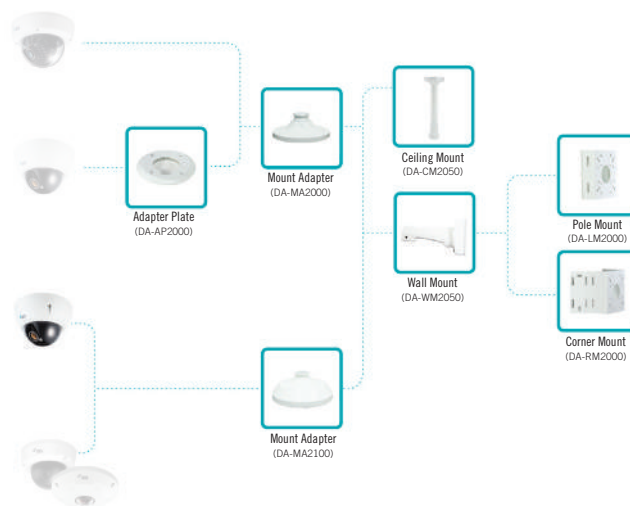 Ceiling Mount
(DA-CM2050)
Mount Adapter
(DA-MA2000)
Adapter Plate
(DA-AP2000)
Pole Mount
(DA-LM2000)
Wall Mount
(DA-WM2050)
Corner Mount
(DA-RM2000)
Mount Adapter
(DA-MA2100)